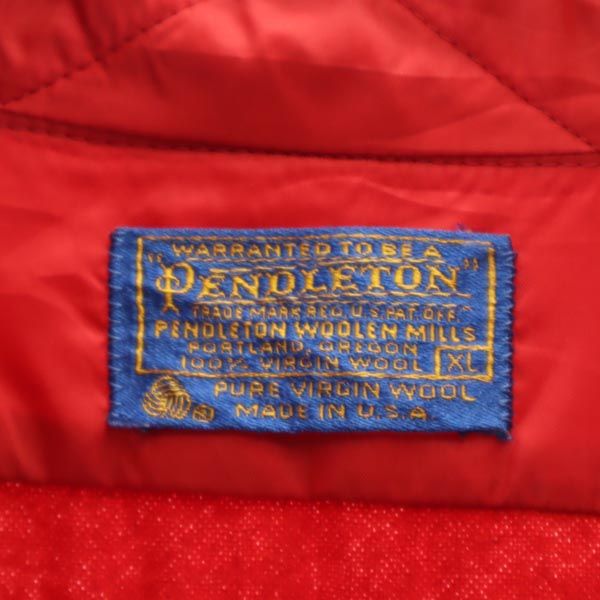 WARRANTED TO BE A
"PENDLETON"
TRADE MARK REG. U.S. PAT. OFF.
PENDLETON WOOLEN MILLS
PORTLAND, OREGON
100% VIRGIN WOOL XL
PURE VIRGIN WOOL
MADE IN U.S.A.